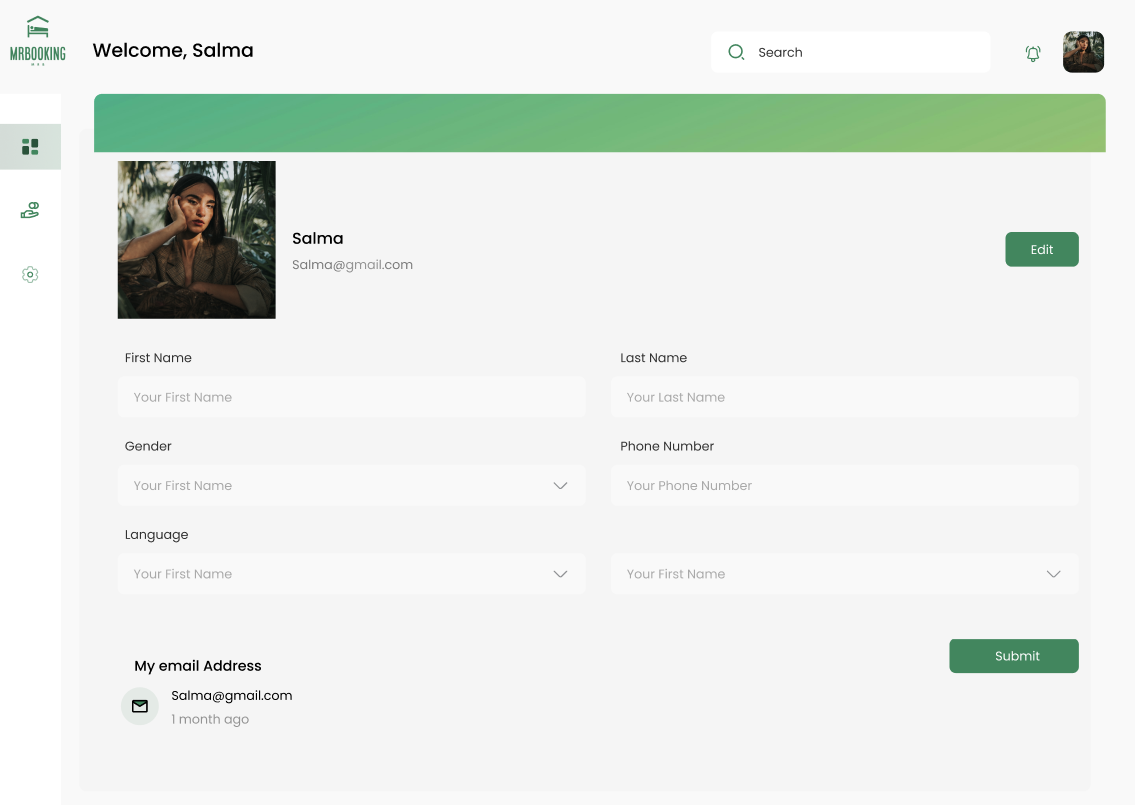 MRBOOKING
Welcome, Salma
Search
Salma
Salma@gmail.com
Edit
First Name
Last Name
Your First Name
Your Last Name
Gender
Phone Number
Your First Name
Your Phone Number
Language
Your First Name
Your First Name
Submit
My email Address
Salma@gmail.com
1 month ago